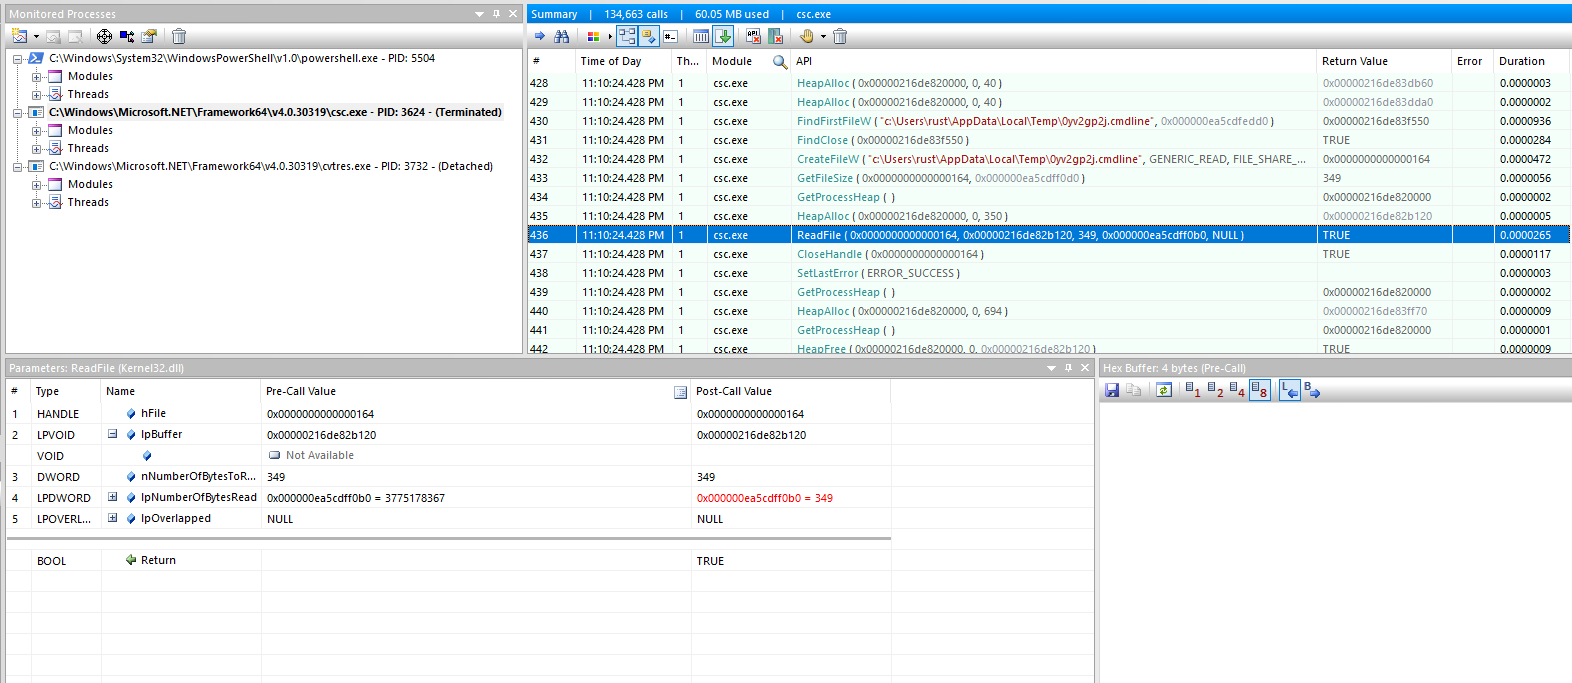 Monitored Processes
C:\Windows\System32\WindowsPowerShell\v1.0\powershell.exe - PID: 5504
Modules
Threads
C:\Windows\Microsoft.NET\Framework64\v4.0.30319\csc.exe - PID: 3624 - (Terminated)
Modules
Threads
C:\Windows\Microsoft.NET\Framework64\v4.0.30319\cvtres.exe - PID: 3732 - (Detached)
Modules
Threads
Summary | 134,663 calls | 60.05 MB used | csc.exe
# Time of Day Th... Module API Return Value Error Duration
428 11:10:24.428 PM 1 csc.exe HeapAlloc ( 0x00000216de820000, 0, 40 ) 0x00000216de83db60 0.0000003
429 11:10:24.428 PM 1 csc.exe HeapAlloc ( 0x00000216de820000, 0, 40 ) 0x00000216de83dda0 0.0000002
430 11:10:24.428 PM 1 csc.exe FindFirstFileW ( "c:\Users\rust\AppData\Local\Temp\0yv2gp2j.cmdline", 0x000000ea5cdfedd0 ) 0x00000216de83f550 0.0000936
431 11:10:24.428 PM 1 csc.exe FindClose ( 0x00000216de83f550 ) TRUE 0.0000284
432 11:10:24.428 PM 1 csc.exe CreateFileW ( "c:\Users\rust\AppData\Local\Temp\0yv2gp2j.cmdline", GENERIC_READ, FILE_SHARE_... 0x0000000000000164 0.0000472
433 11:10:24.428 PM 1 csc.exe GetFileSize ( 0x0000000000000164, 0x000000ea5cdff0d0 ) 349 0.0000056
434 11:10:24.428 PM 1 csc.exe GetProcessHeap ( ) 0x00000216de820000 0.0000002
435 11:10:24.428 PM 1 csc.exe HeapAlloc ( 0x00000216de820000, 0, 350 ) 0x00000216de82b120 0.0000005
436 11:10:24.428 PM 1 csc.exe ReadFile ( 0x0000000000000164, 0x00000216de82b120, 349, 0x000000ea5cdff0b0, NULL ) TRUE 0.0000265
437 11:10:24.428 PM 1 csc.exe CloseHandle ( 0x0000000000000164 ) TRUE 0.0000117
438 11:10:24.428 PM 1 csc.exe SetLastError ( ERROR_SUCCESS ) 0.0000003
439 11:10:24.428 PM 1 csc.exe GetProcessHeap ( ) 0x00000216de820000 0.0000002
440 11:10:24.428 PM 1 csc.exe HeapAlloc ( 0x00000216de820000, 0, 694 ) 0x00000216de83ff70 0.0000009
441 11:10:24.428 PM 1 csc.exe GetProcessHeap ( ) 0x00000216de820000 0.0000001
442 11:10:24.428 PM 1 csc.exe HeapFree ( 0x00000216de820000, 0, 0x00000216de82b120 ) TRUE 0.0000009
Parameters: ReadFile (Kernel32.dll)
# Type Name Pre-Call Value Post-Call Value
1 HANDLE hFile 0x0000000000000164 0x0000000000000164
2 LPVOID lpBuffer 0x00000216de82b120 0x00000216de82b120
VOID Not Available
3 DWORD nNumberOfBytesToR... 349 349
4 LPDWORD lpNumberOfBytesRead 0x000000ea5cdff0b0 = 3775178367 0x000000ea5cdff0b0 = 349
5 LPOVERL... lpOverlapped NULL NULL
BOOL Return TRUE
Hex Buffer: 4 bytes (Pre-Call)
1 2 4 8 L B